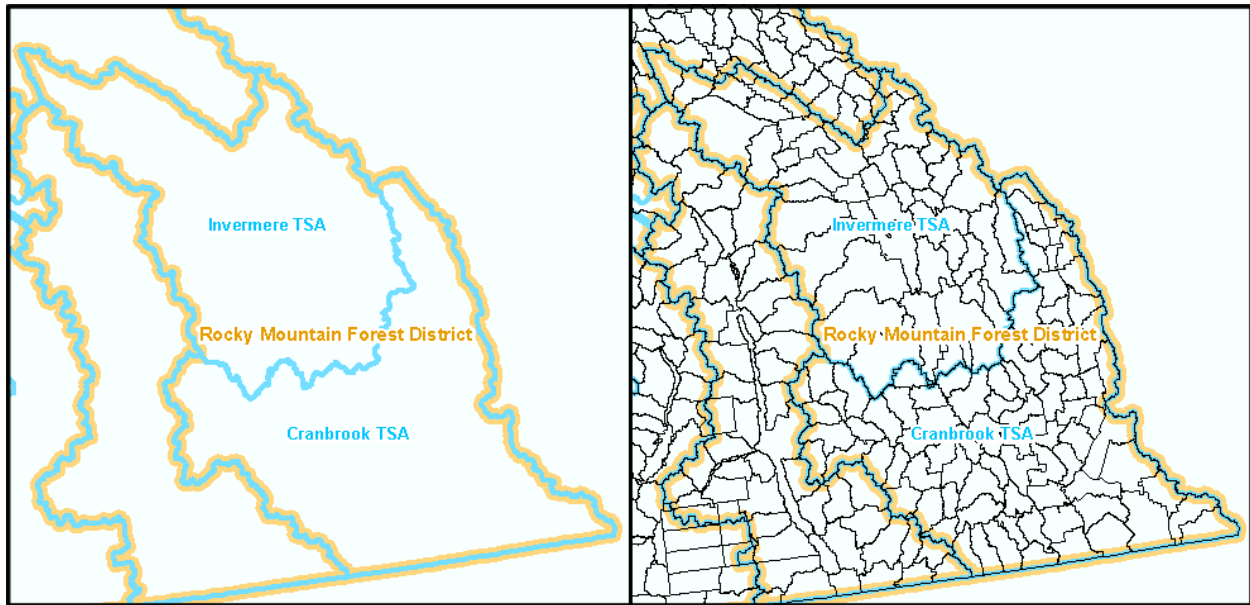 Invermere TSA
Rocky Mountain Forest District
Cranbrook TSA
Invermere TSA
Rocky Mountain Forest District
Cranbrook TSA